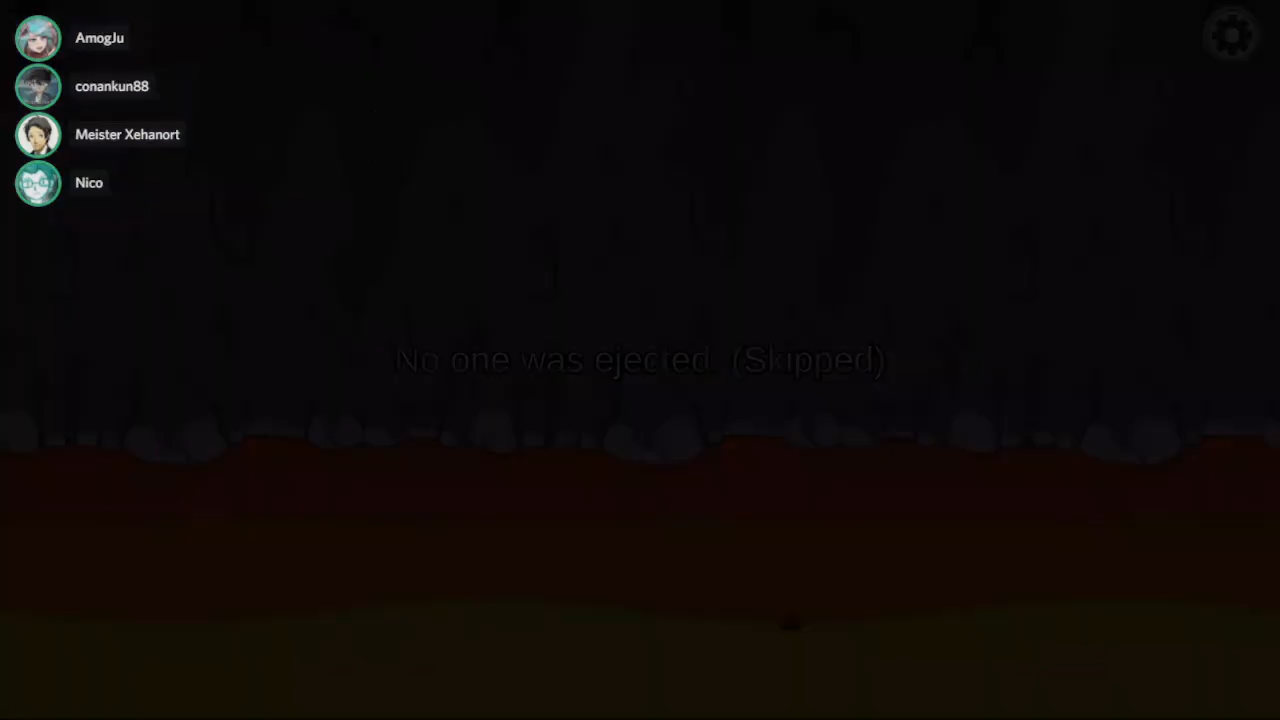 AmogJu
conankun88
Meister Xehanort
Nico
No one was ejected. (Skipped)